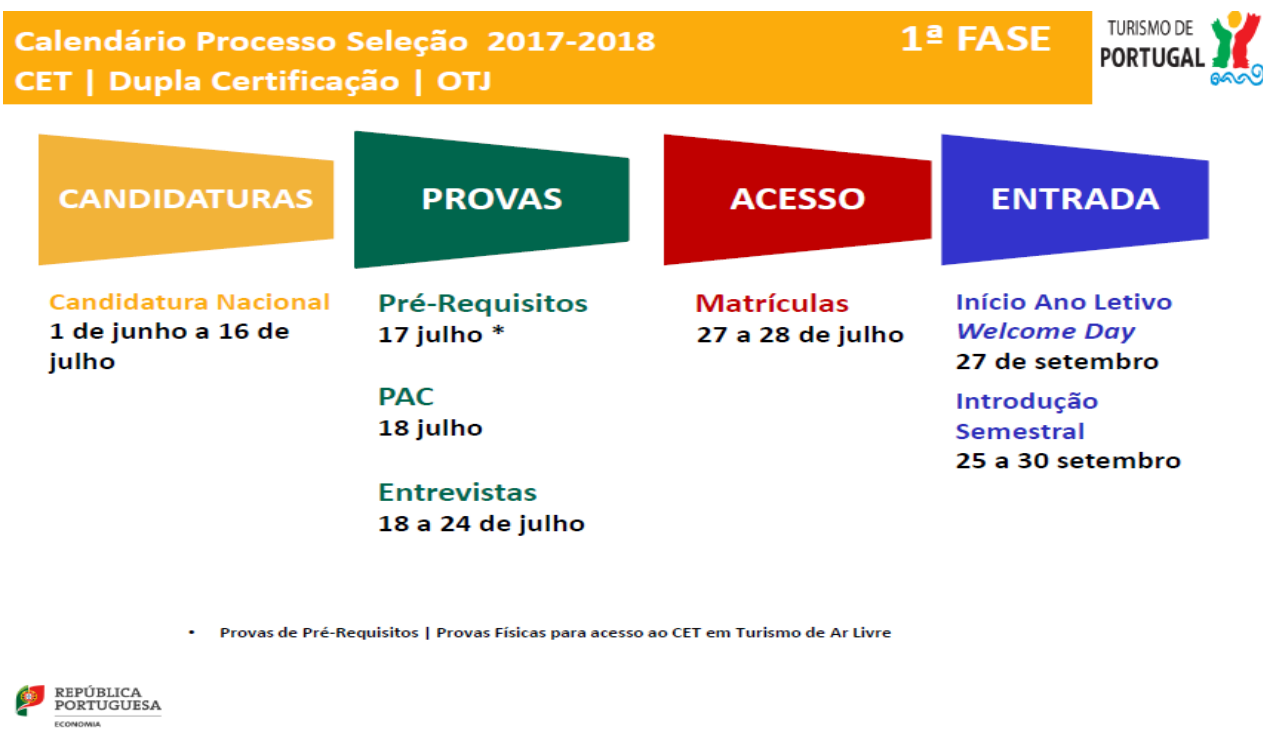 Calendário Processo Seleção 2017-2018
CET | Dupla Certificação | OTJ
1ª FASE
TURISMO DE
PORTUGAL
CANDIDATURAS
Candidatura Nacional
1 de junho a 16 de
julho
PROVAS
Pré-Requisitos
17 julho *
PAC
18 julho
Entrevistas
18 a 24 de julho
ACESSO
Matrículas
27 a 28 de julho
ENTRADA
Início Ano Letivo
Welcome Day
27 de setembro
Introdução
Semestral
25 a 30 setembro
• Provas de Pré-Requisitos | Provas Físicas para acesso ao CET em Turismo de Ar Livre
REPÚBLICA
PORTUGUESA
ECONOMIA